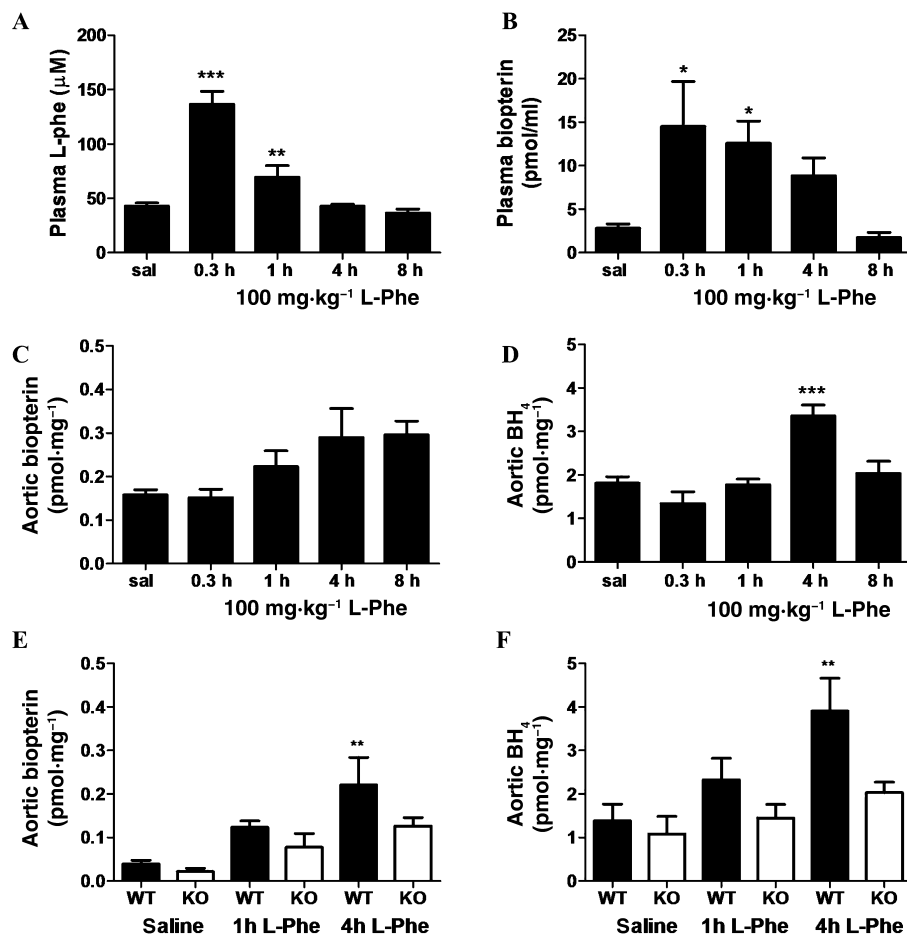 A
Plasma L-phe (µM)
200
150
100
50
0
***
**
sal 0.3 h 1 h 4 h 8 h
100 mg·kg⁻¹ L-Phe
B
Plasma biopterin
(pmol/ml)
25
20
15
10
5
0
*
*
sal 0.3 h 1 h 4 h 8 h
100 mg·kg⁻¹ L-Phe
C
Aortic biopterin
(pmol·mg⁻¹)
0.5
0.4
0.3
0.2
0.1
0.0
sal 0.3 h 1 h 4 h 8 h
100 mg·kg⁻¹ L-Phe
D
Aortic BH₄
(pmol·mg⁻¹)
5
4
3
2
1
0
***
sal 0.3 h 1 h 4 h 8 h
100 mg·kg⁻¹ L-Phe
E
Aortic biopterin
(pmol·mg⁻¹)
0.5
0.4
0.3
0.2
0.1
0.0
**
WT KO WT KO WT KO
Saline 1h L-Phe 4h L-Phe
F
Aortic BH₄
(pmol·mg⁻¹)
5
4
3
2
1
0
**
WT KO WT KO WT KO
Saline 1h L-Phe 4h L-Phe